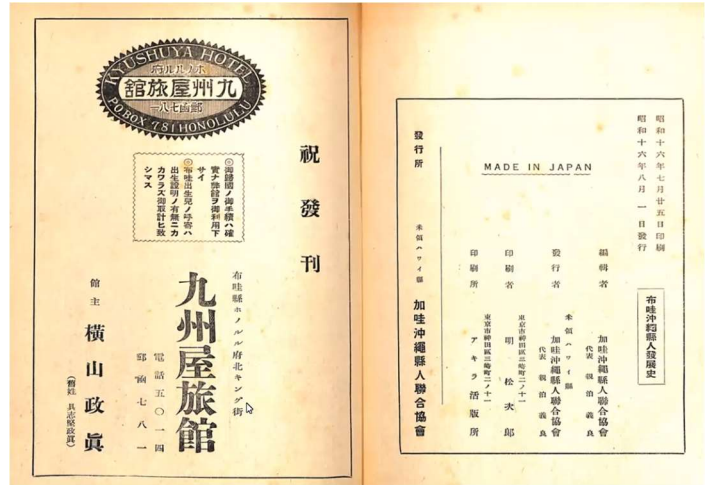 昭和十六年七月廿五日印刷
昭和十六年八月一日發行
布哇沖繩縣人發展史
MADE IN JAPAN
編輯者
加哇沖繩縣人聯合協會
代表 親泊義良
發行者
米領ハワイ縣
加哇沖繩縣人聯合協會
代表 親泊義良
印刷者
東京市神田區三崎町二ノ十一
明松次郎
印刷所
東京市神田區三崎町二ノ十一
アキラ活版所
發行所
米領ハワイ縣
加哇沖繩縣人聯合協會
祝發刊
KYUSHUYA HOTEL
ホノルル府
九州屋旅館
郵函七八一
P.O.BOX 781 HONOLULU
◎御歸國ノ御手續ハ確
實ナ弊館ヲ御利用下
サイ
◎布哇出生兒ノ呼寄ハ
出生證明ノ有無ニカ
カワラズ御取計ヒ致
シマス
布哇縣ホノルル府北キング街
九州屋旅館
電話五〇一四
郵函七八一
館主 橫山政眞
(舊姓 具志堅政眞)